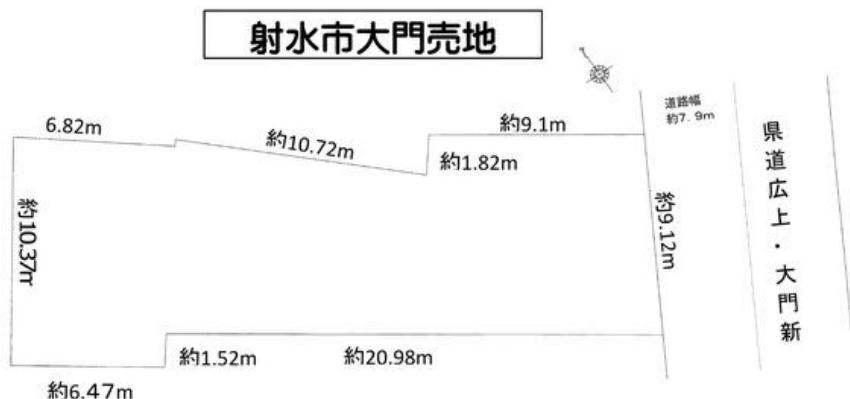 射水市大門売地
道路幅
約7.9m
6.82m
約10.72m
約9.1m
約1.82m
約10.37m
約9.12m
県道広上・大門新
約1.52m
約20.98m
約6.47m